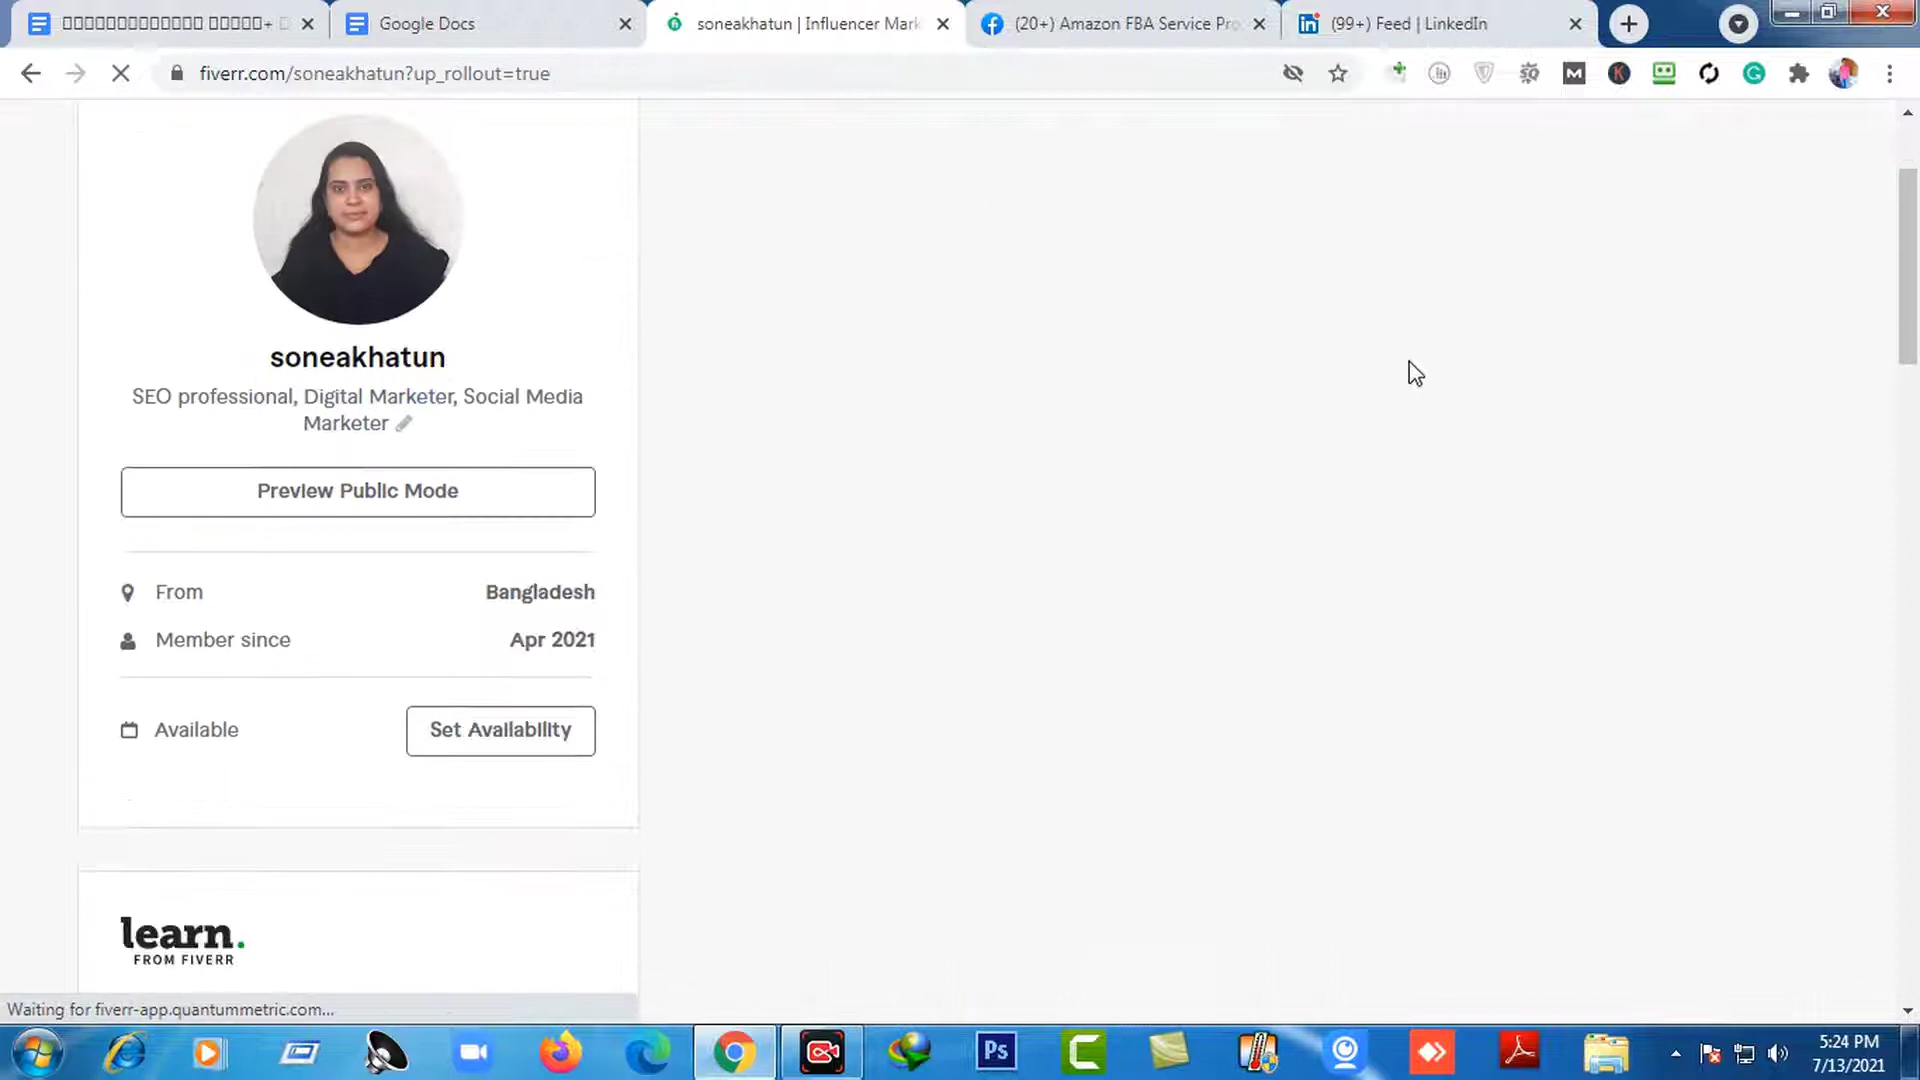 Google Docs
soneakhatun | Influencer Mark
(20+) Amazon FBA Service Pro
(99+) Feed | LinkedIn
fiverr.com/soneakhatun?up_rollout=true
soneakhatun
SEO professional, Digital Marketer, Social Media
Marketer
Preview Public Mode
From
Bangladesh
Member since
Apr 2021
Available
Set Availability
learn.
FROM FIVERR
Waiting for fiverr-app.quantummetric.com...
5:24 PM
7/13/2021